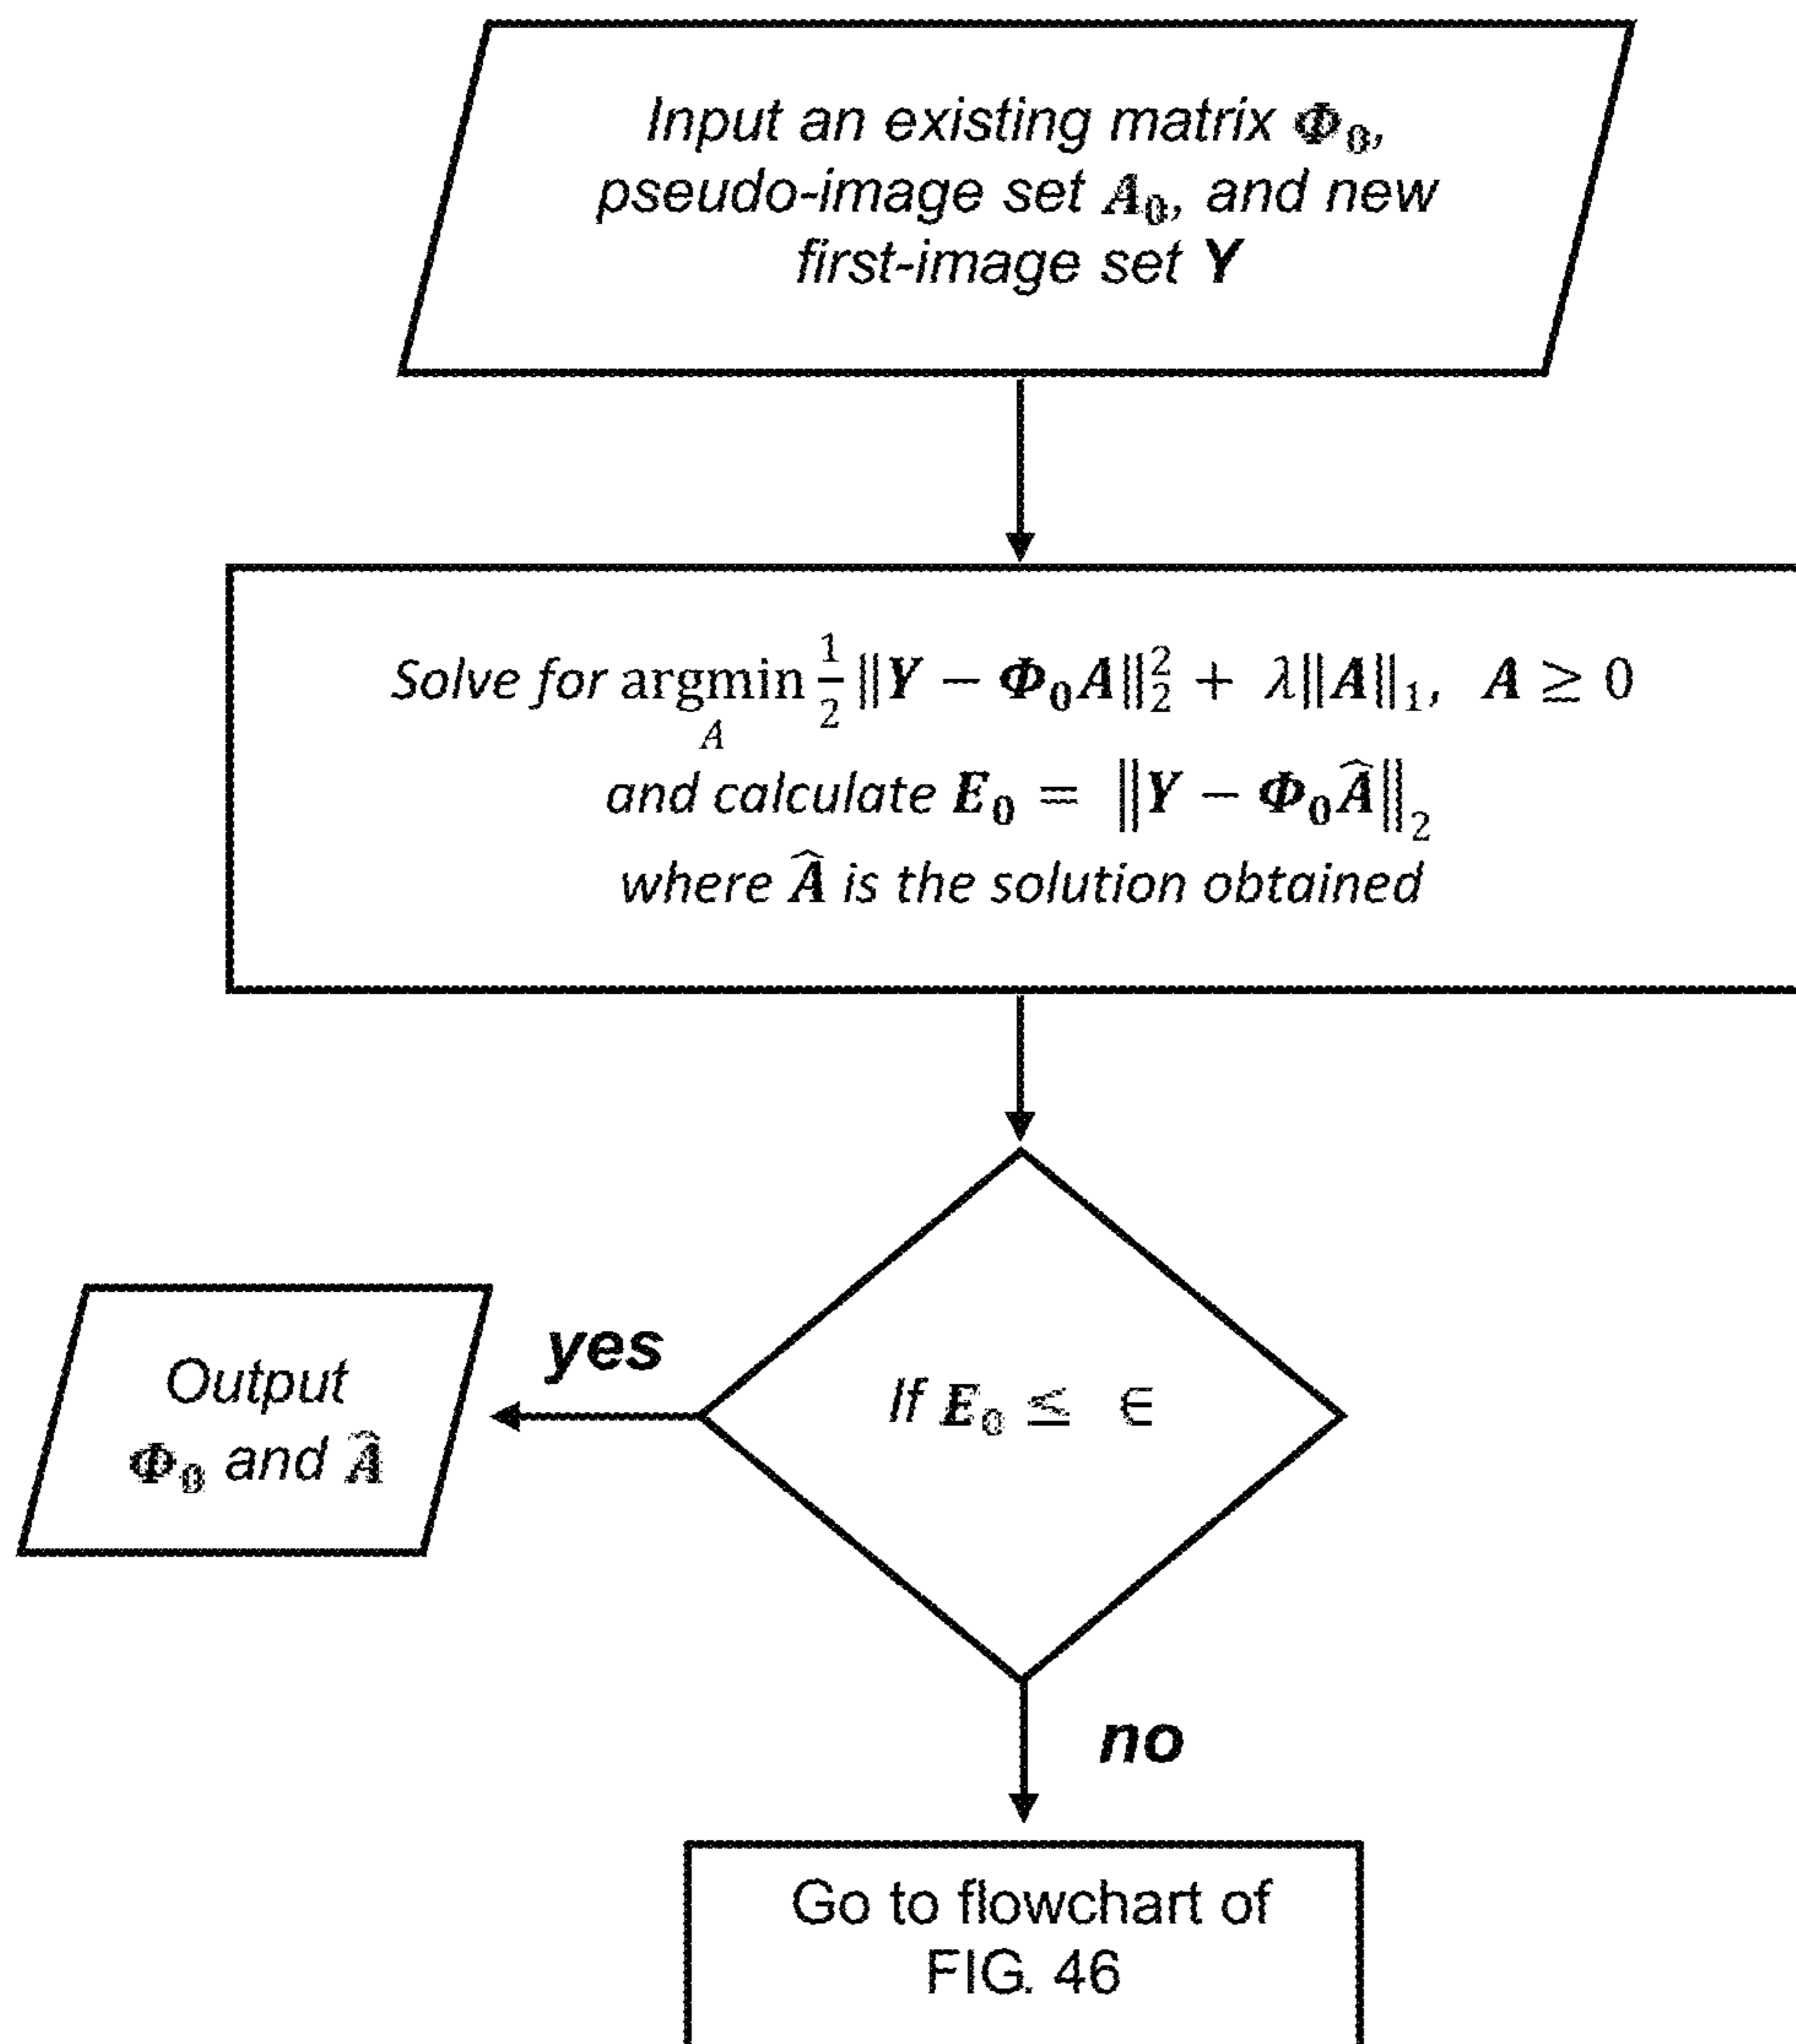 Input an existing matrix Φ₀,
pseudo-image set A₀, and new
first-image set Y
Solve for argmin_A 1/2 ‖Y − Φ₀A‖₂² + λ‖A‖₁, A ≧ 0
and calculate E₀ = ‖Y − Φ₀Â‖₂
where Â is the solution obtained
yes
If E₀ ≤ ∈
Output
Φ₀ and Â
no
Go to flowchart of
FIG. 46